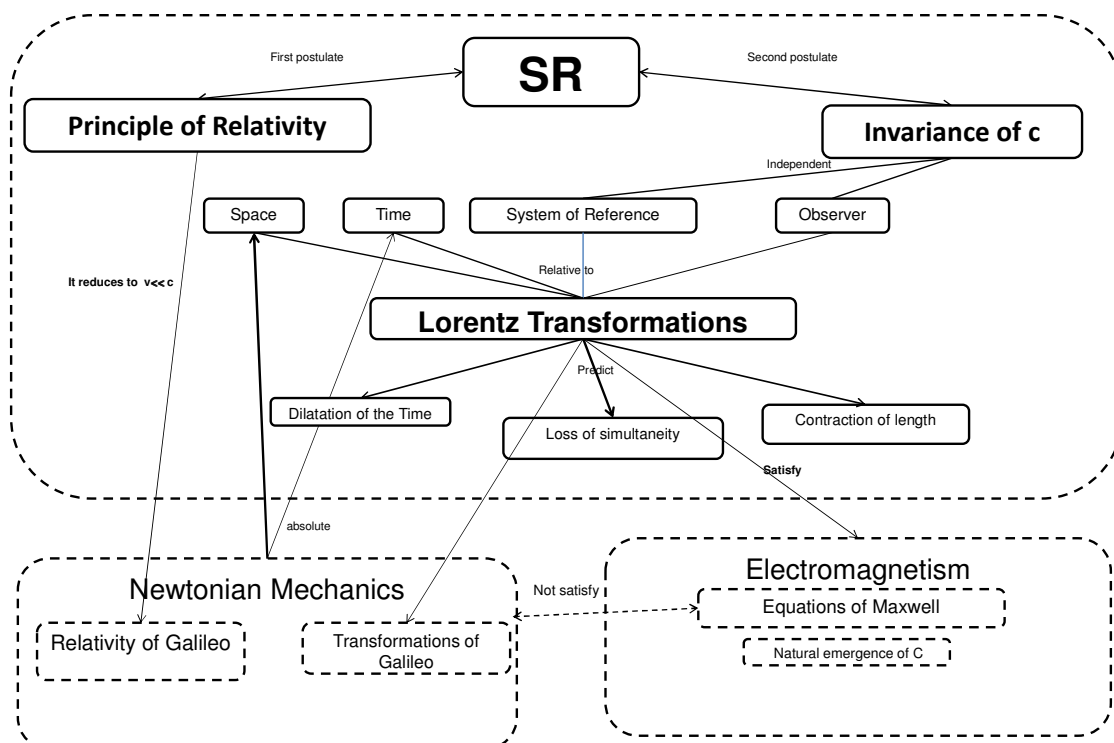 First postulate
SR
Second postulate
Principle of Relativity
Invariance of c
Independent
Space
Time
System of Reference
Observer
It reduces to v<< c
Relative to
Lorentz Transformations
Predict
Dilatation of the Time
Loss of simultaneity
Contraction of length
Satisfy
absolute
Newtonian Mechanics
Electromagnetism
Not satisfy
Equations of Maxwell
Relativity of Galileo
Transformations of
Galileo
Natural emergence of C